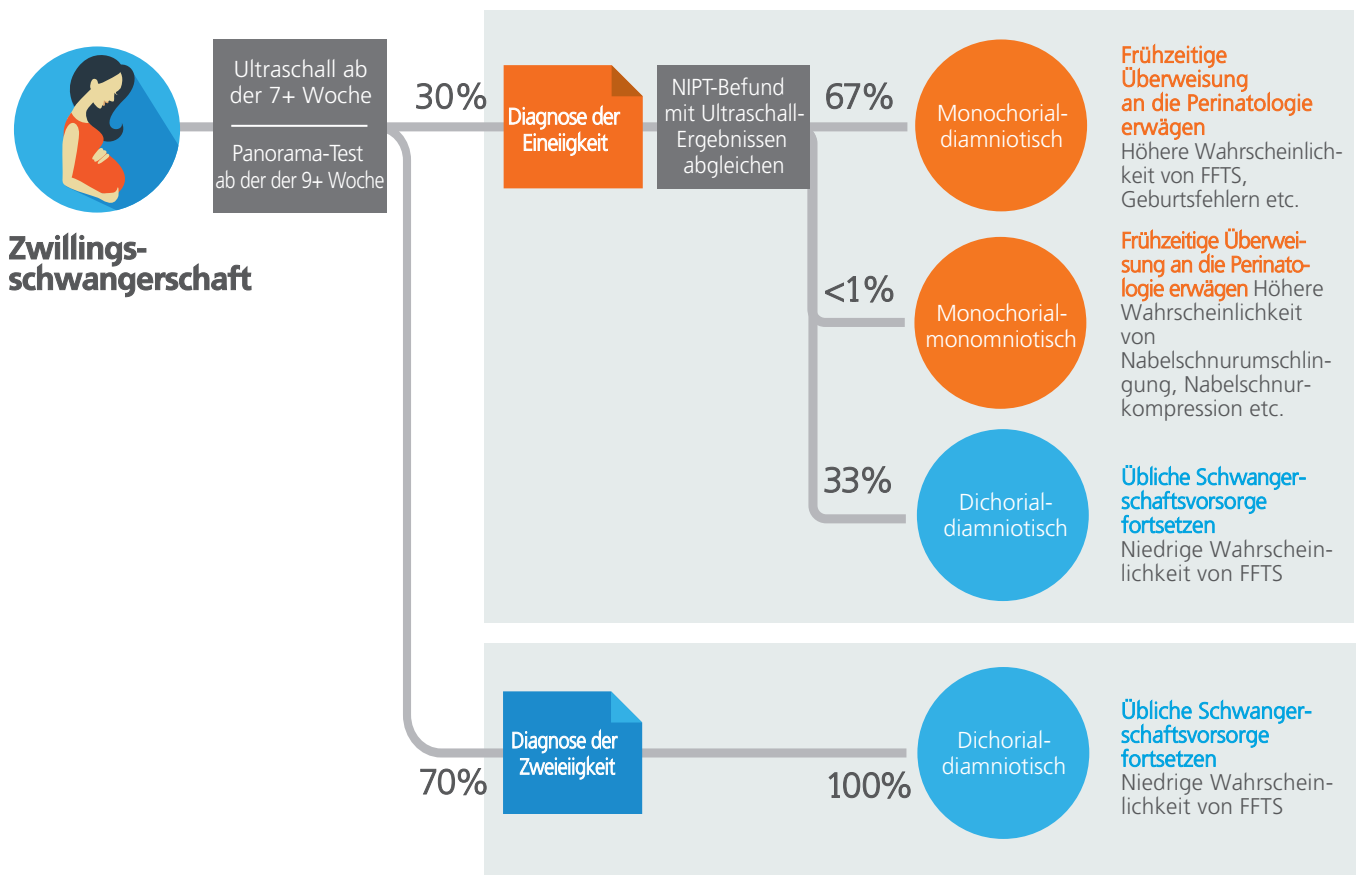 Zwillings-
schwangerschaft
Ultraschall ab
der 7+ Woche
Panorama-Test
ab der der 9+ Woche
30%
Diagnose der
Eineiigkeit
NIPT-Befund
mit Ultraschall-
Ergebnissen
abgleichen
67%
Monochorial-
diamniotisch
Frühzeitige
Überweisung
an die Perinatologie
erwägen
Höhere Wahrscheinlich-
keit von FFTS,
Geburtsfehlern etc.
<1%
Monochorial-
monomniotisch
Frühzeitige Überwei-
sung an die Perinato-
logie erwägen Höhere
Wahrscheinlichkeit
von
Nabelschnurumschlin-
gung, Nabelschnur-
kompression etc.
33%
Dichorial-
diamniotisch
Übliche Schwanger-
schaftsvorsorge
fortsetzen
Niedrige Wahrschein-
lichkeit von FFTS
70%
Diagnose der
Zweieiigkeit
100%
Dichorial-
diamniotisch
Übliche Schwanger-
schaftsvorsorge
fortsetzen
Niedrige Wahrschein-
lichkeit von FFTS